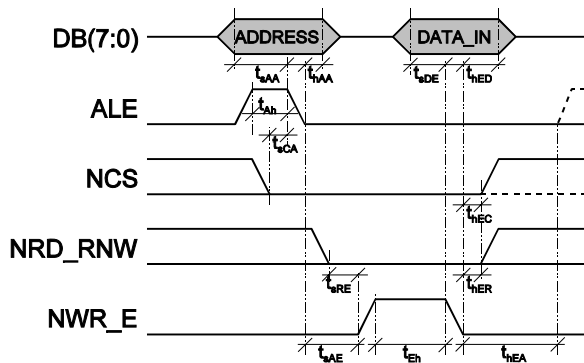 DB(7:0) ADDRESS DATA_IN
tsAA thAA tsDE thED
ALE tAh
tsCA
NCS
thEC
NRD_RNW
tsRE thER
NWR_E
tsAE tEh thEA